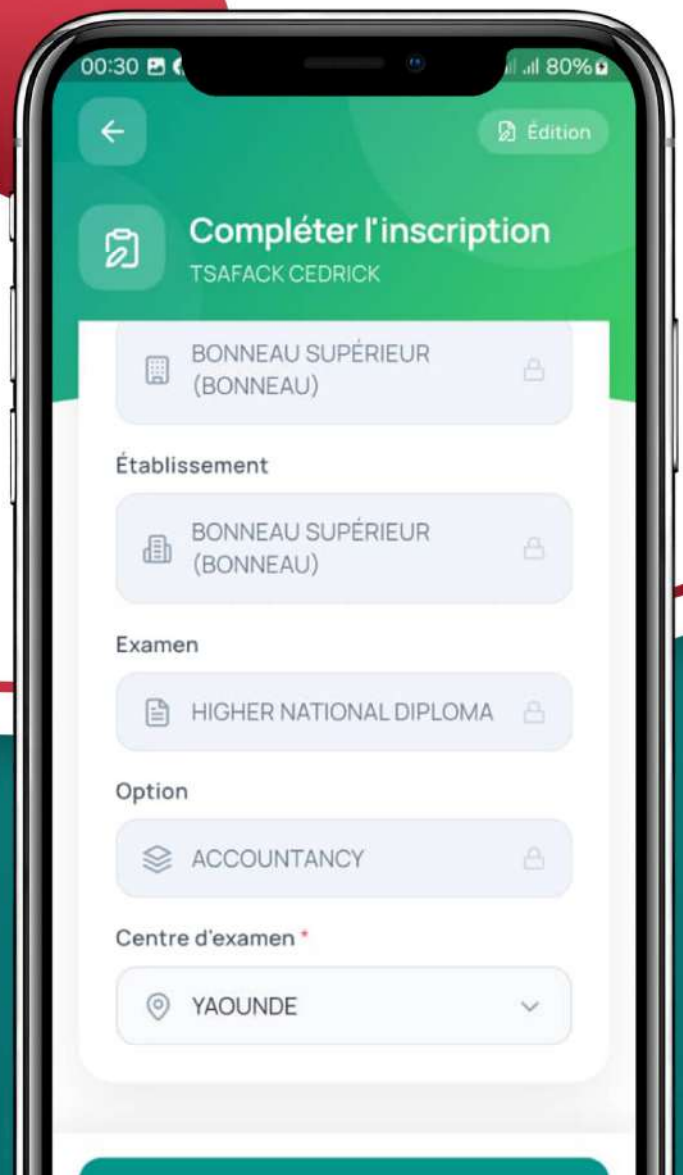 00:30
80%
Édition
Compléter l'inscription
TSAFACK CEDRICK
BONNEAU SUPÉRIEUR
(BONNEAU)
Établissement
BONNEAU SUPÉRIEUR
(BONNEAU)
Examen
HIGHER NATIONAL DIPLOMA
Option
ACCOUNTANCY
Centre d'examen *
YAOUNDE